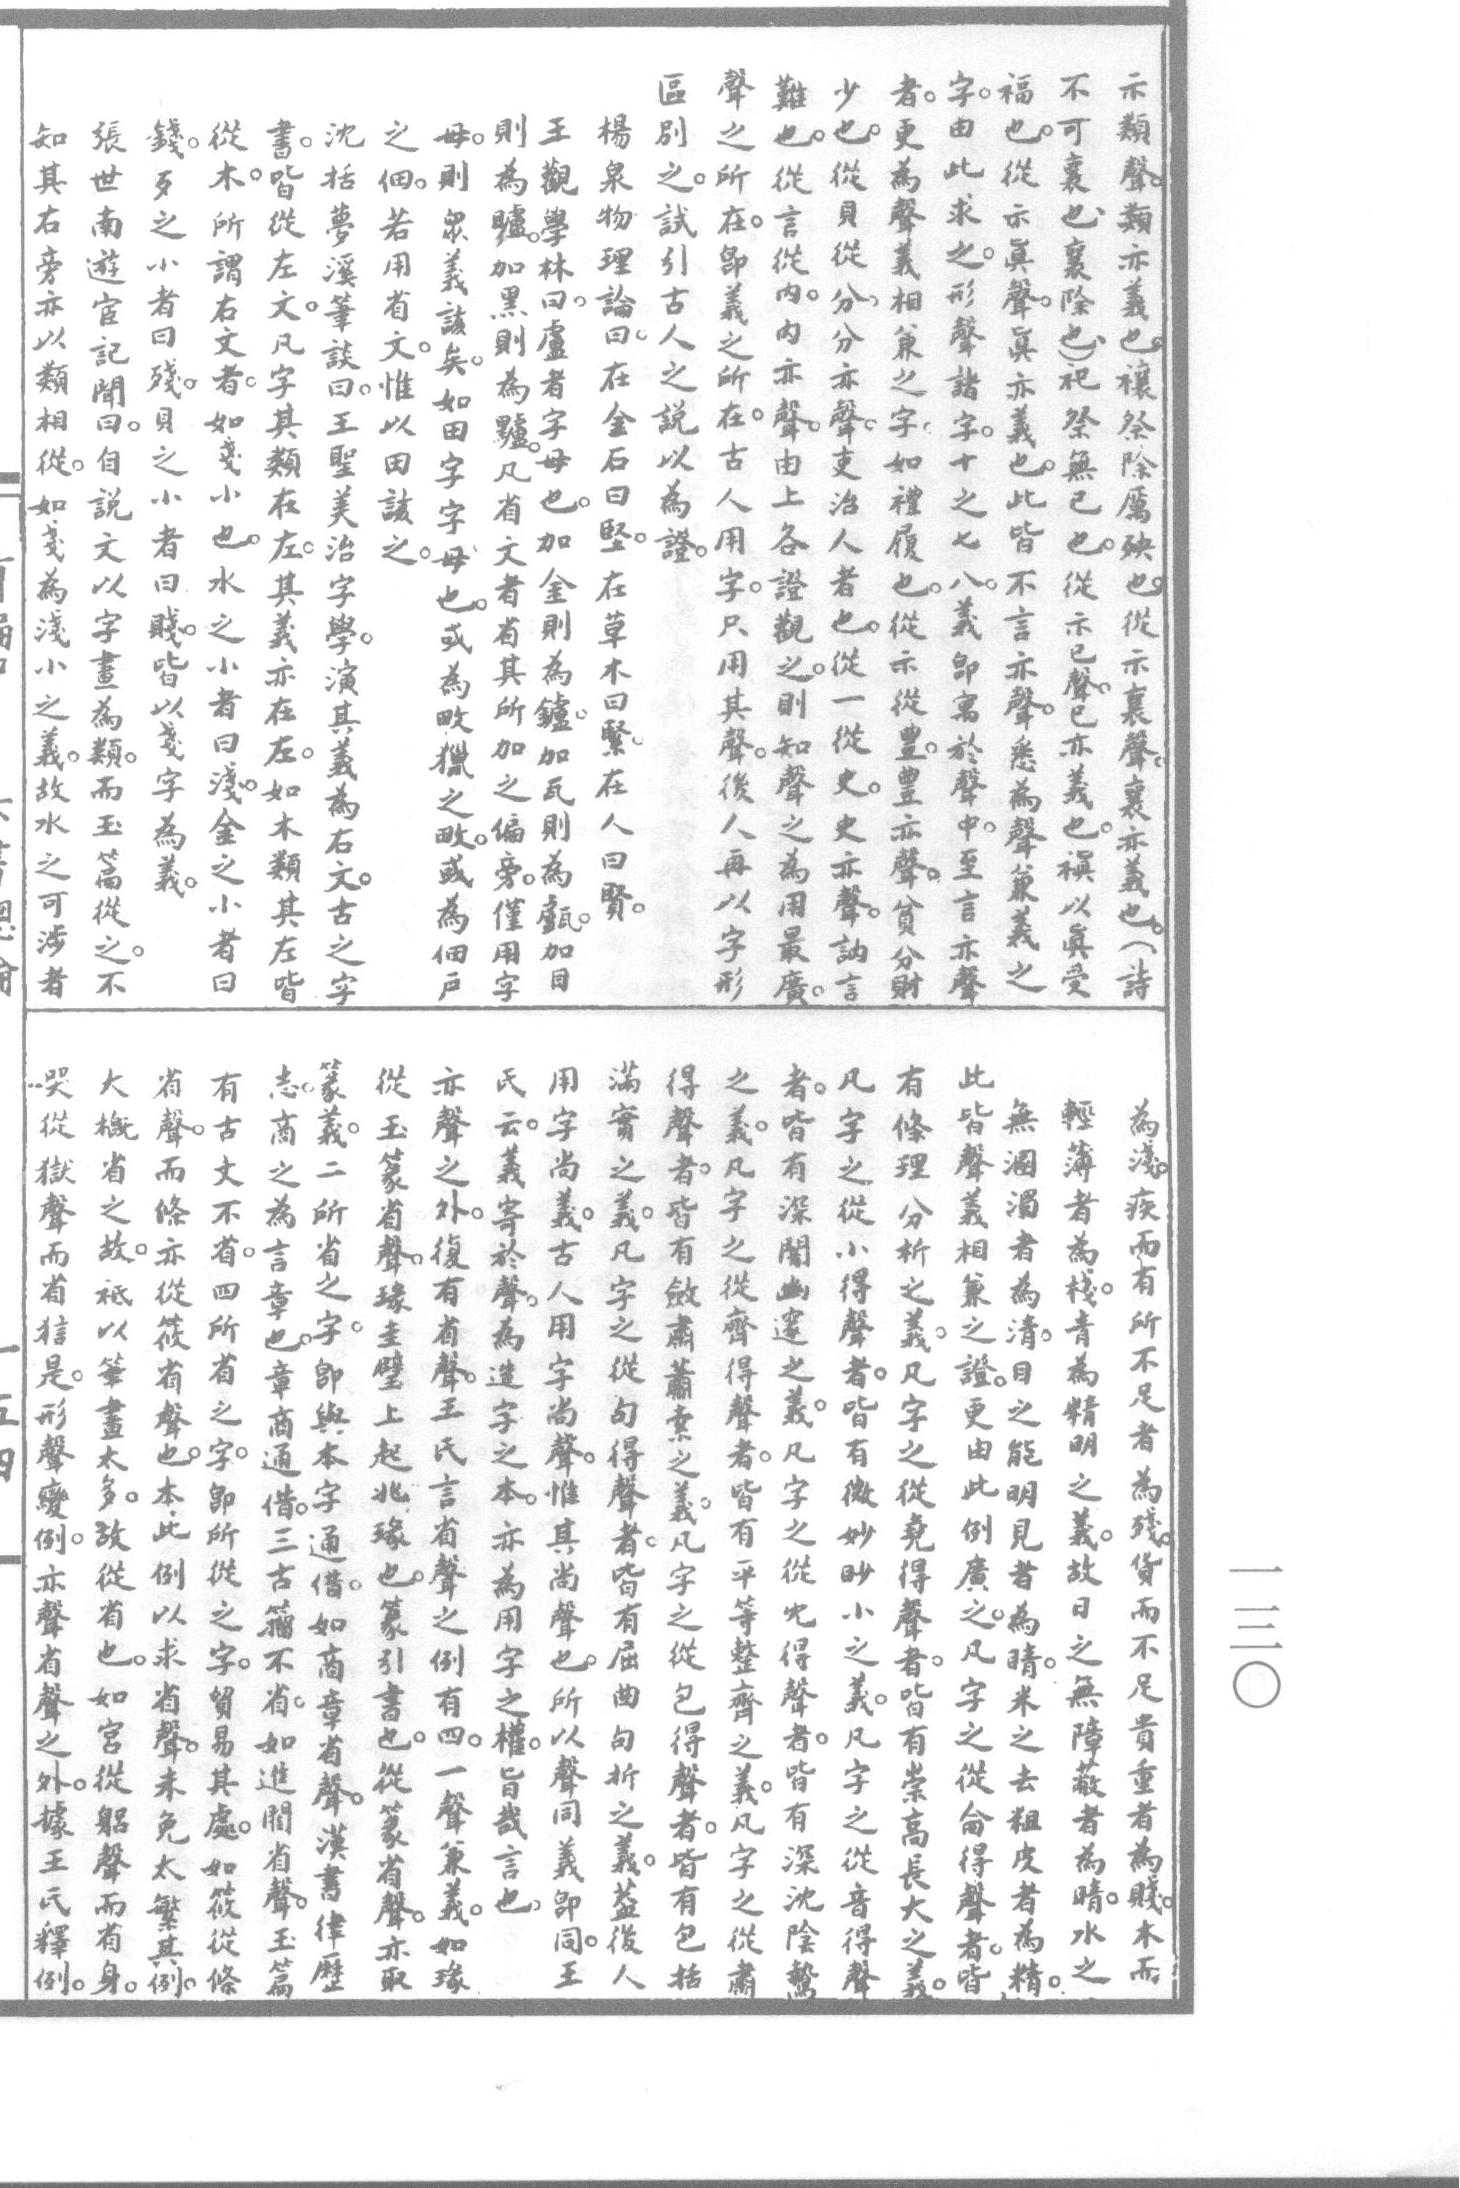 示類聲。類亦義也。禳祭除厲殃也。從示襄聲。襄亦義也。（詩
不可襄也、襄除也、）祀祭無已也。從示已聲。已亦義也。禛以眞受
福也。從示眞聲。眞亦義也。此皆不言亦聲。悉為聲兼義之
字。由此求之。形聲諸字。十之七八。義卽寓於聲中。至言亦聲
者。更為聲義相兼之字、如禮履也。從示從豊。豊亦聲。貧分財
少也。從貝從分、分亦聲。吏治人者也。從一從史。史亦聲。訥言
難也。從言從內。內亦聲。由上各證觀之。則知聲之為用最廣。
聲之所在。卽義之所在。古人用字。只用其聲。後人再以字形
區別之。試引古人之說以為證。
楊泉物理論曰。在金石曰堅。在草木曰緊。在人曰賢。
王觀學林曰。盧者字母也。加金則為鑪。加瓦則為甗。加目
則為矑。加黑則為黸。凡省文者。省其所加之偏旁。僅用字
母。則眾義該矣。如田字字母也。或為畋獵之畋。或為佃戶
之佃。若用省文。惟以田該之。
沈括夢溪筆談曰。王聖美治字學。演其義為右文。古之字
書。皆從左文。凡字其類在左。其義亦在左。如木類其左皆
從木。所謂右文者。如戔小也。水之小者曰淺。金之小者曰
錢。歹之小者曰殘。貝之小者曰賤。皆以戔字為義。
張世南遊宦記聞曰。自說文以字畫為類。而玉篇從之。不
知其右旁亦以類相從。如戔為淺小之義。故水之可涉者
為淺。疾而有所不足者為殘。貨而不足貴重者為賤。木而
輕薄者為棧。青為精明之義。故日之無障蔽者為晴。水之
無溷濁者為清。目之能明見者為睛。米之去粗皮者為精。
此皆聲義相兼之證。更由此例廣之。凡字之從侖得聲者。皆
有條理分析之義。凡字之從堯得聲者。皆有崇高長大之義。
凡字之從小得聲者。皆有微妙眇小之義。凡字之從音得聲
者。皆有深闇幽邃之義。凡字之從冘得聲者。皆有深沈陰鷙
之義。凡字之從齊得聲者。皆有平等整齊之義。凡字之從肅
得聲者。皆有斂肅蕭索之義。凡字之從包得聲者。皆有包括
滿實之義。凡字之從句得聲者。皆有屈曲句折之義。葢後人
用字尚義。古人用字尚聲。惟其尚聲也。所以聲同義卽同。王
氏云。義寄於聲。為造字之本。亦為用字之權。旨哉言也。
亦聲之外。復有省聲。王氏言省聲之例有四。一聲兼義。如瑑
從玉篆省聲。瑑圭璧上起兆瑑也。篆引書也。從篆省聲。亦取
篆義。二所省之字。卽與本字通借。如商章省聲。漢書律歷
志。商之為言章也。章商通借。三古籀不省。如進閵省聲。玉篇
有古文不省。四所省之字。卽所從之字。貿易其處。如筱從條
省聲。而條亦從筱省聲也。本此例以求省聲。未免太繁其例。
大槪省之故。祗以筆畫太多。故從省也。如宮從躳聲而省身。
哭從獄聲而省㹜是。形聲變例。亦聲省聲之外。據王氏釋例。
一三〇